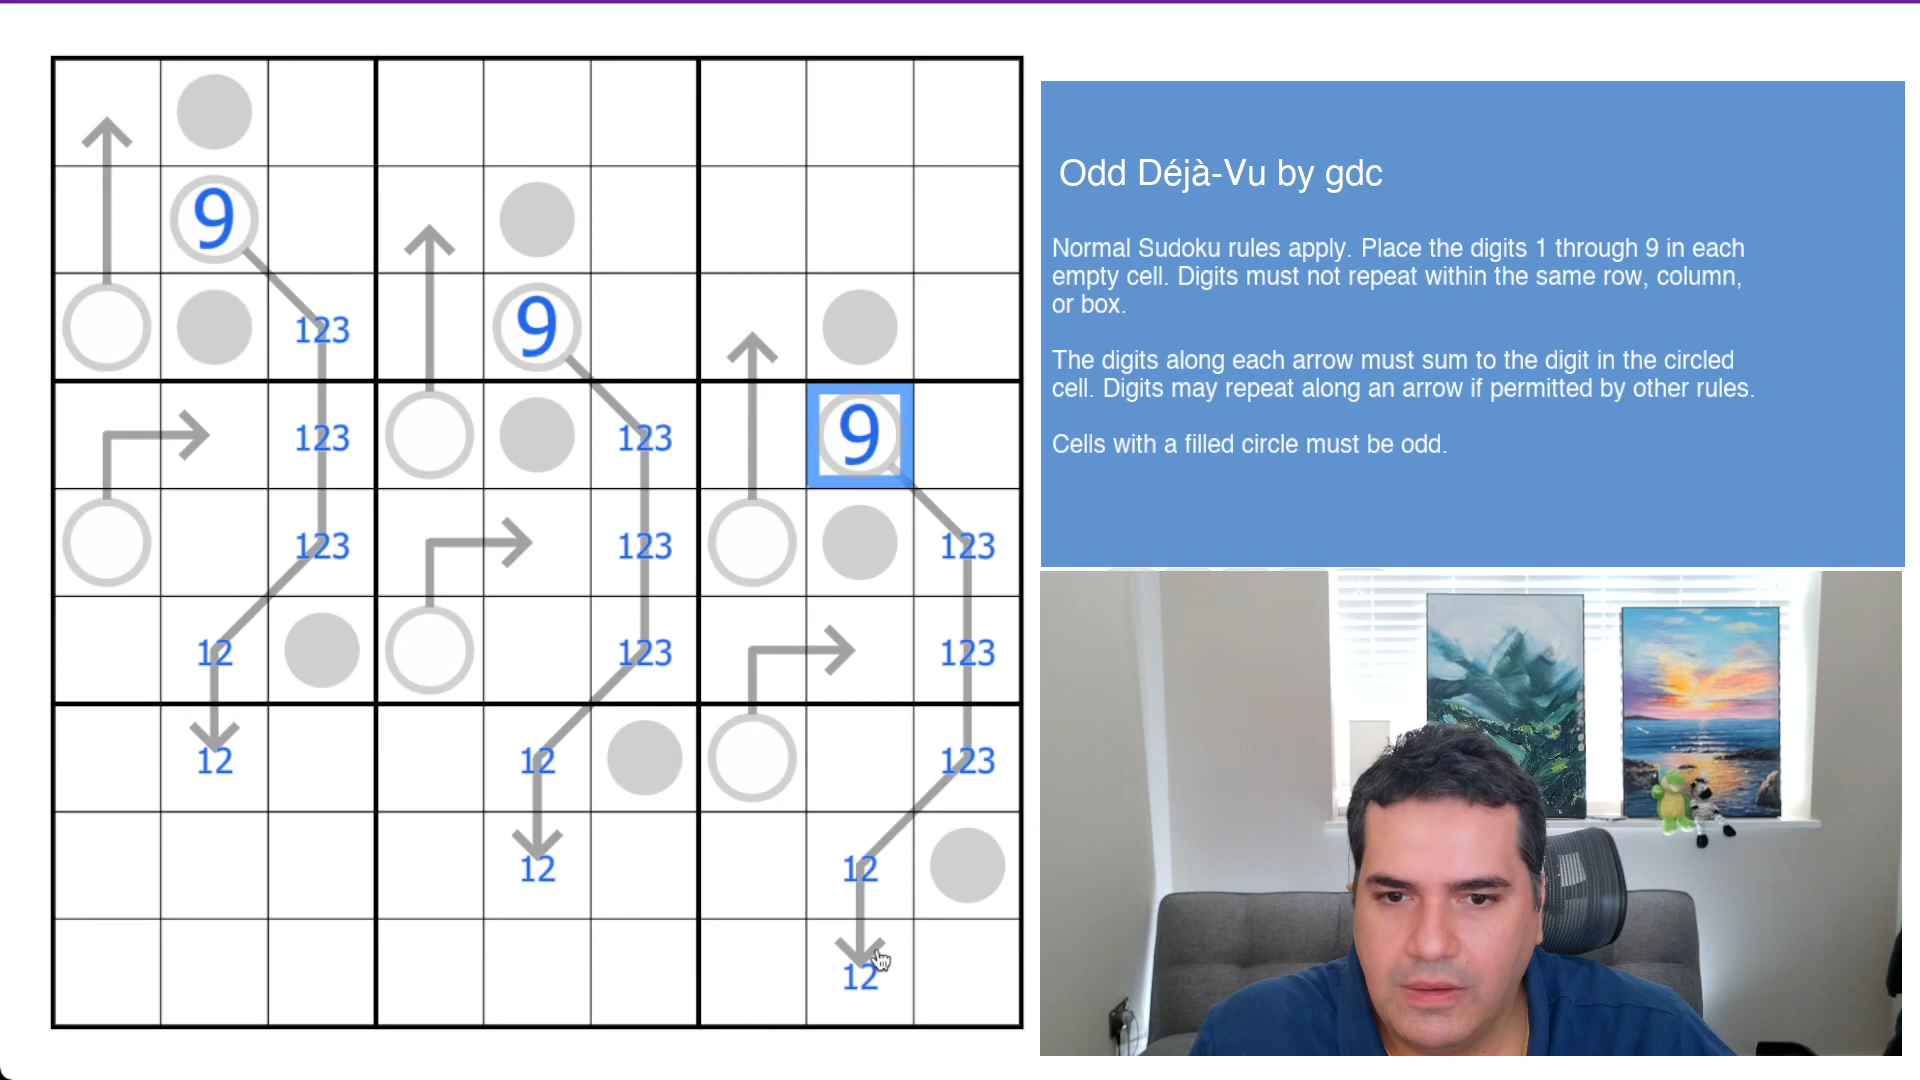 Odd Déjà-Vu by gdc
Normal Sudoku rules apply. Place the digits 1 through 9 in each
empty cell. Digits must not repeat within the same row, column,
or box.
The digits along each arrow must sum to the digit in the circled
cell. Digits may repeat along an arrow if permitted by other rules.
Cells with a filled circle must be odd.
9
123 9
123 123 9
123 123 123
12 123 123
12 12 123
12 12
12